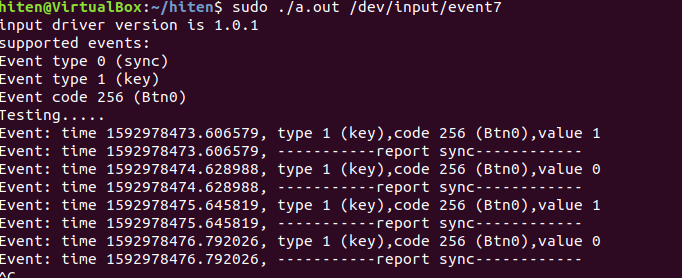 hiten@VirtualBox:~/hiten$ sudo ./a.out /dev/input/event7
input driver version is 1.0.1
supported events:
Event type 0 (sync)
Event type 1 (key)
Event code 256 (Btn0)
Testing.....
Event: time 1592978473.606579, type 1 (key),code 256 (Btn0),value 1
Event: time 1592978473.606579, -----------report sync------------
Event: time 1592978474.628988, type 1 (key),code 256 (Btn0),value 0
Event: time 1592978474.628988, -----------report sync------------
Event: time 1592978475.645819, type 1 (key),code 256 (Btn0),value 1
Event: time 1592978475.645819, -----------report sync------------
Event: time 1592978476.792026, type 1 (key),code 256 (Btn0),value 0
Event: time 1592978476.792026, -----------report sync------------
^C